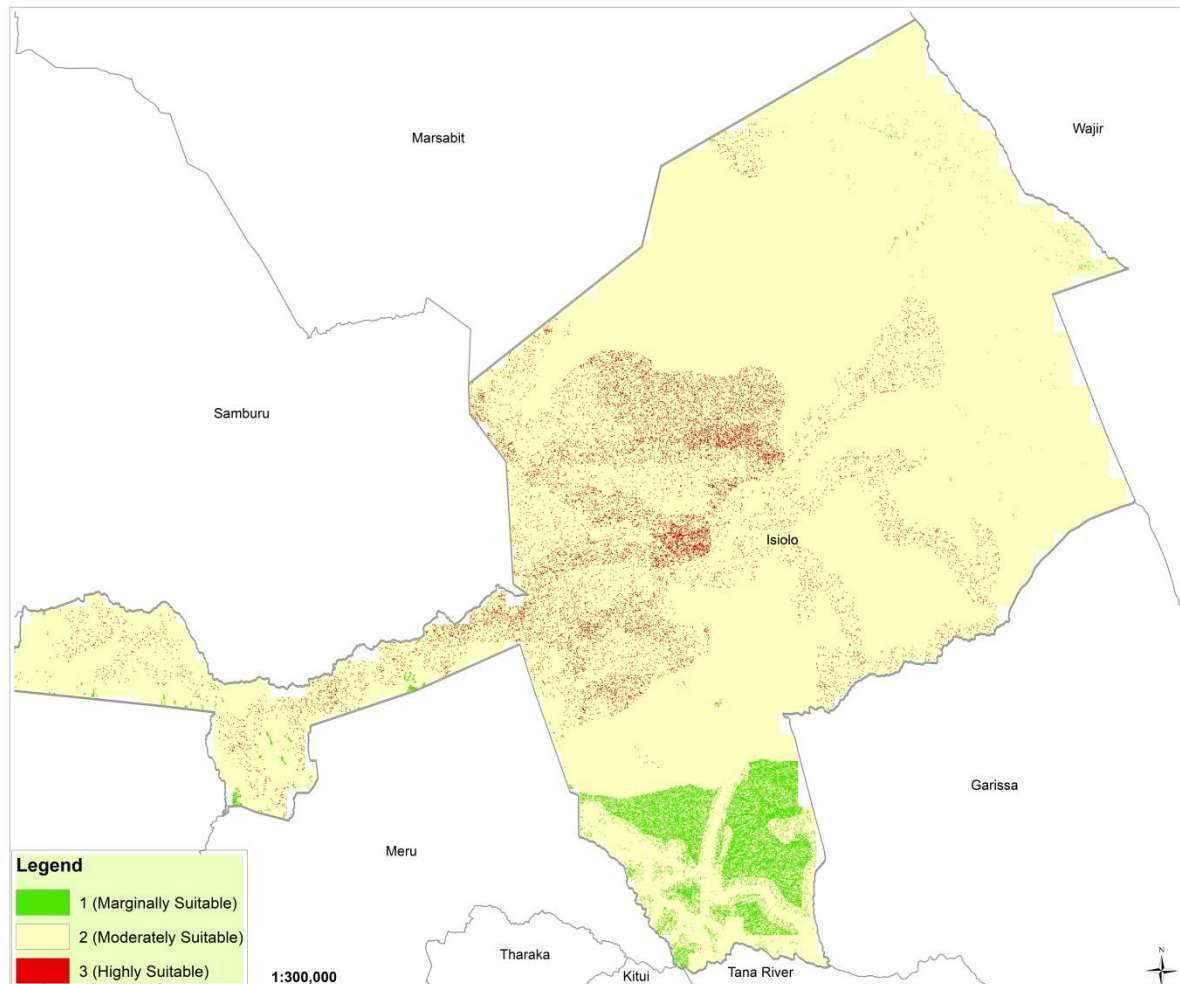 Marsabit
Wajir
Samburu
Isiolo
Garissa
Meru
Legend
1 (Marginally Suitable)
2 (Moderately Suitable)
3 (Highly Suitable)
1:300,000
Tharaka
Kitui
Tana River
N